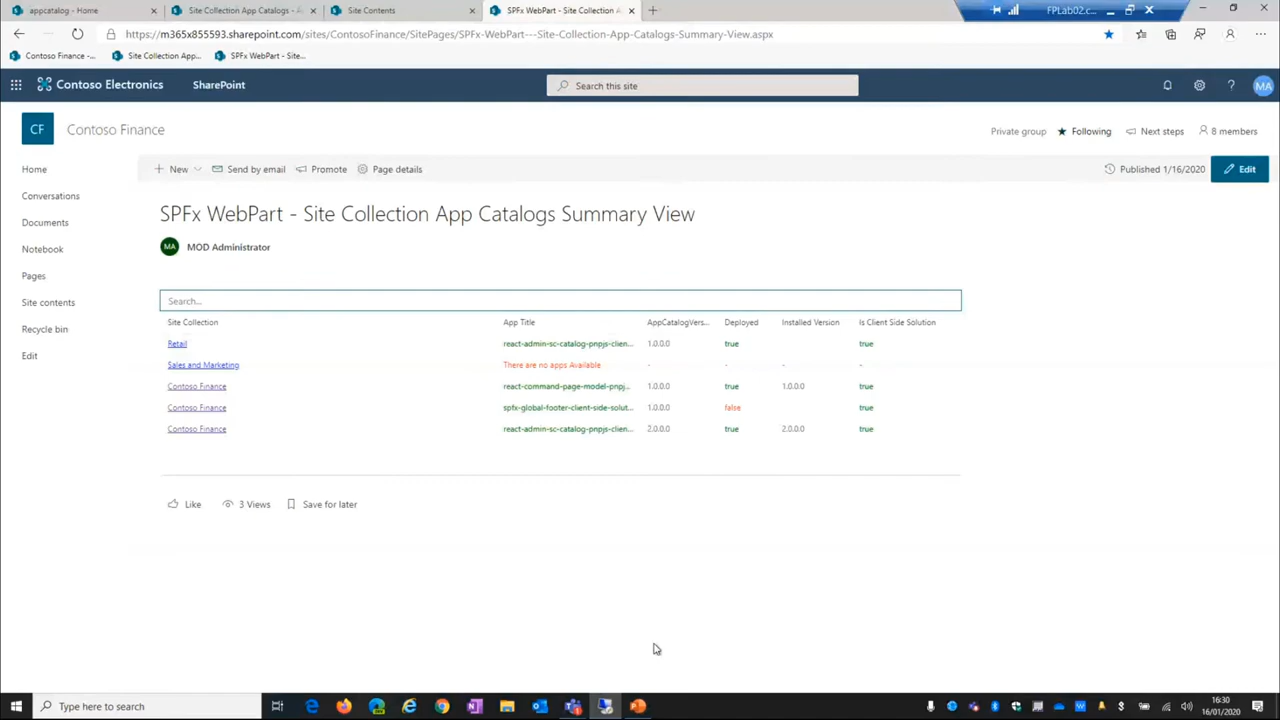 appcatalog - Home
Site Collection App Catalogs - A
Site Contents
SPFx WebPart - Site Collection A
FPLab02.c...
https://m365x855593.sharepoint.com/sites/ContosoFinance/SitePages/SPFx-WebPart---Site-Collection-App-Catalogs-Summary-View.aspx
Contoso Finance -...
Site Collection App...
SPFx WebPart - Site...
Contoso Electronics
SharePoint
Search this site
MA
CF
Contoso Finance
Private group
Following
Next steps
8 members
Home
Conversations
Documents
Notebook
Pages
Site contents
Recycle bin
Edit
New
Send by email
Promote
Page details
Published 1/16/2020
Edit
SPFx WebPart - Site Collection App Catalogs Summary View
MA
MOD Administrator
Search...
Site Collection App Title AppCatalogVers... Deployed Installed Version Is Client Side Solution
Retail react-admin-sc-catalog-pnpjs-clien... 1.0.0.0 true true
Sales and Marketing There are no apps Available - - - -
Contoso Finance react-command-page-model-pnpj... 1.0.0.0 true 1.0.0.0 true
Contoso Finance spfx-global-footer-client-side-solut... 1.0.0.0 false true
Contoso Finance react-admin-sc-catalog-pnpjs-clien... 2.0.0.0 true 2.0.0.0 true
Like
3 Views
Save for later
Type here to search
16:30
16/01/2020